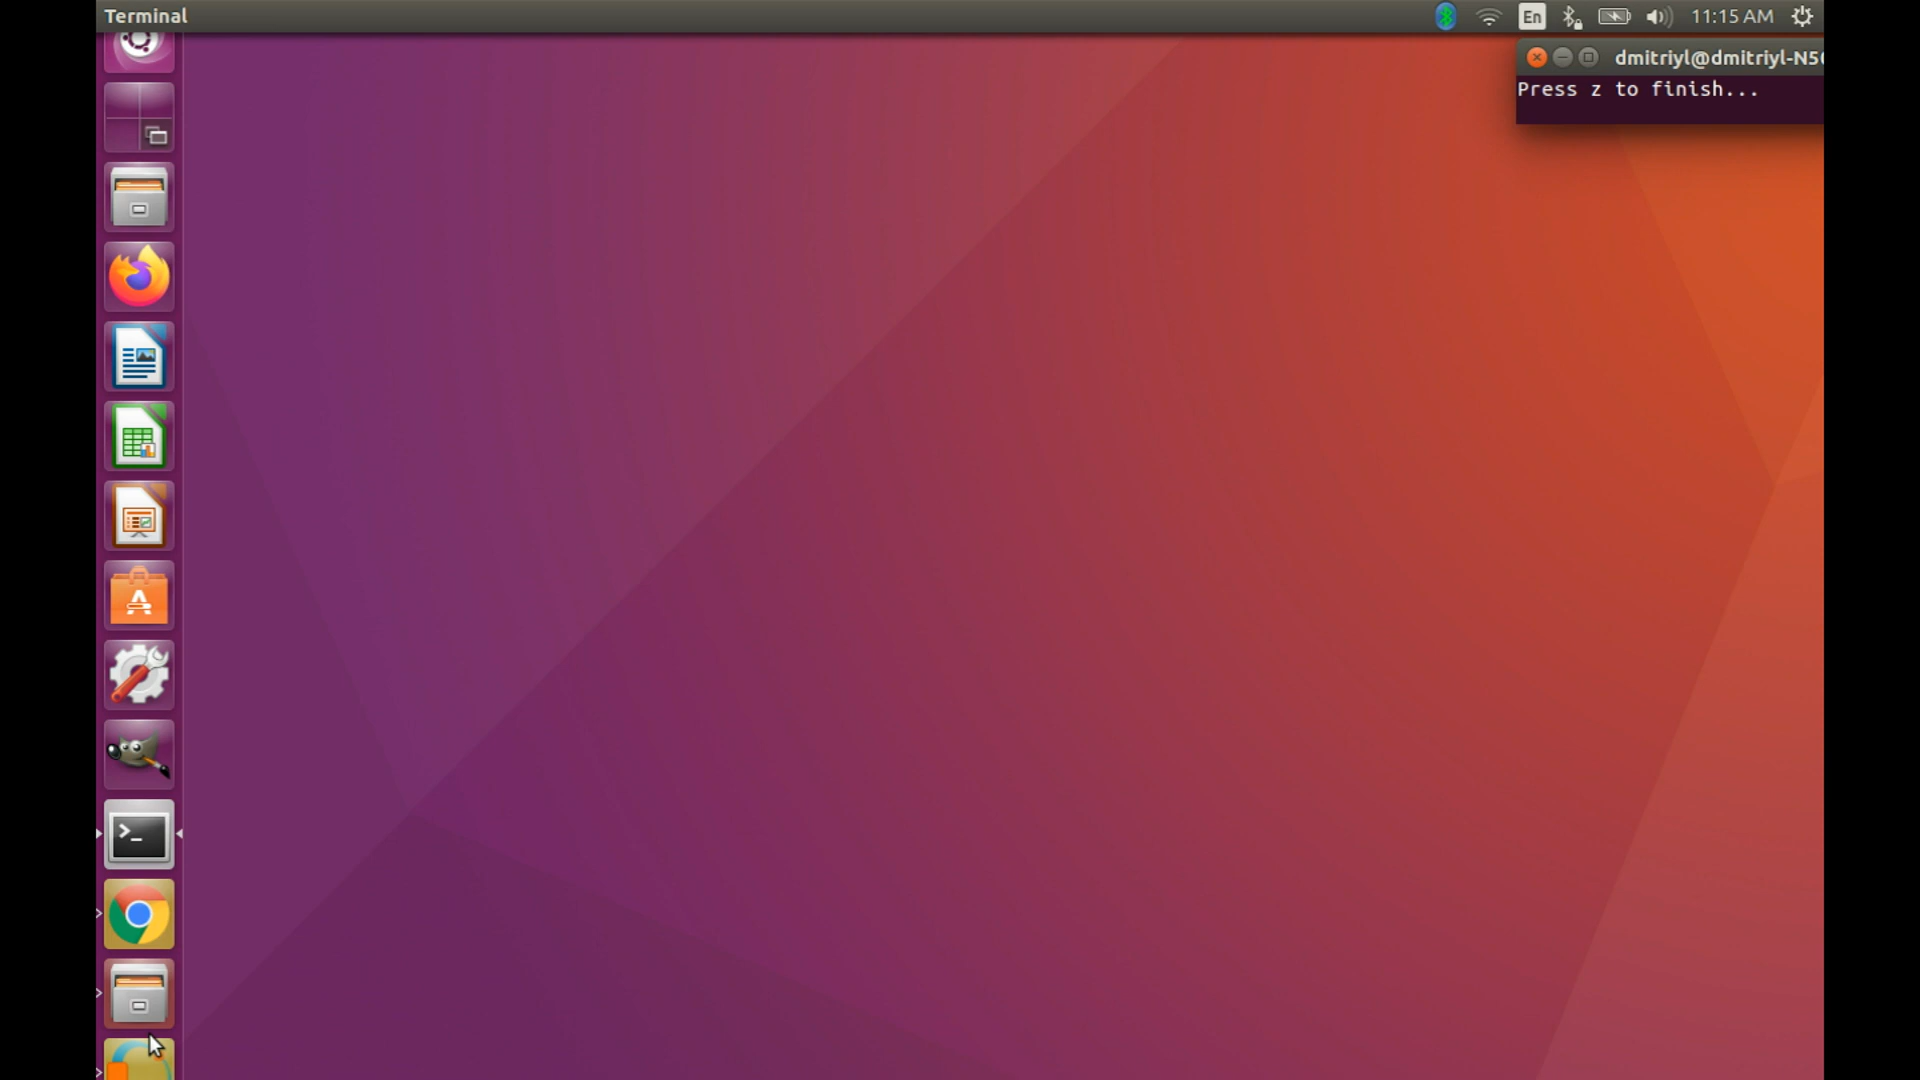 Terminal
En
11:15 AM
dmitriyl@dmitriyl-N5
Press z to finish...